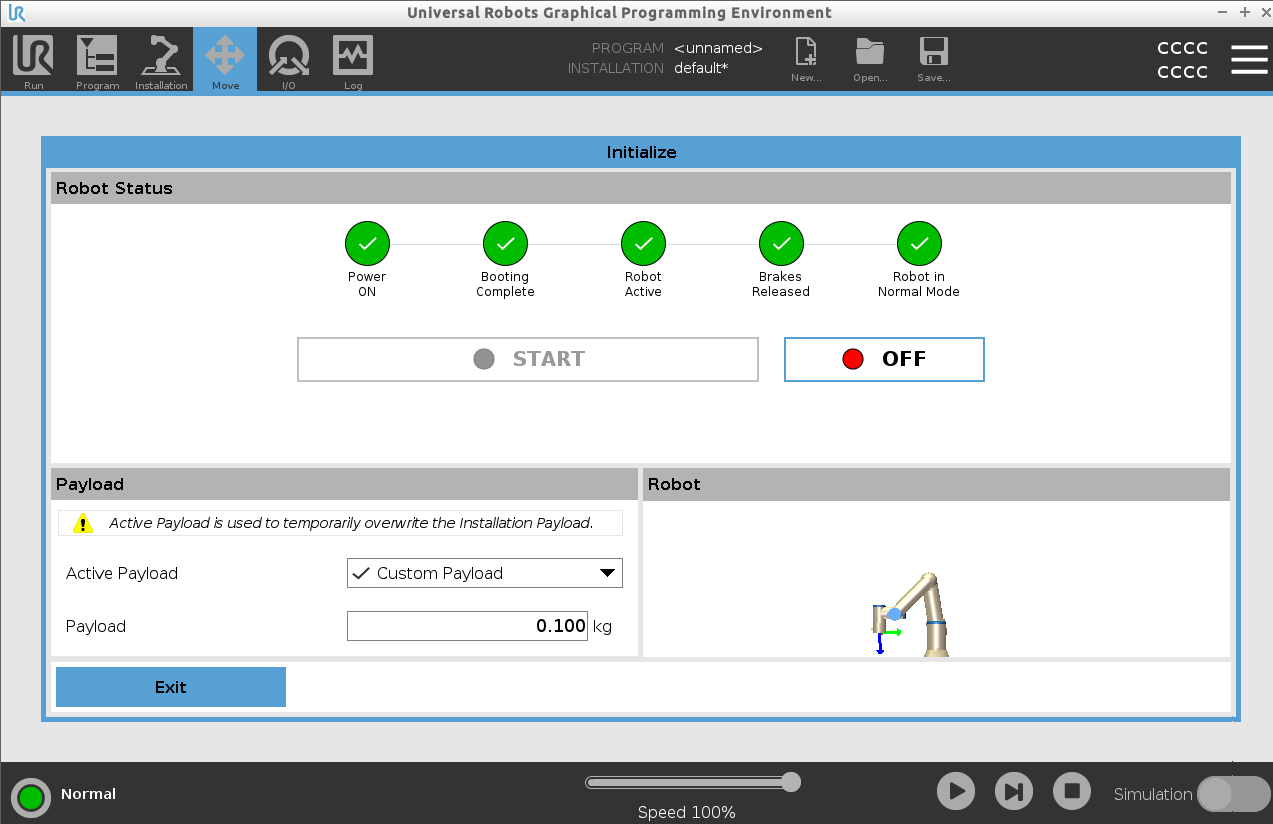 UR Universal Robots Graphical Programming Environment
UR
Run
Program
Installation
Move
I/O
Log
PROGRAM <unnamed>
INSTALLATION default*
New...
Open...
Save...
CCCC
CCCC
Initialize
Robot Status
Power
ON
Booting
Complete
Robot
Active
Brakes
Released
Robot in
Normal Mode
START
OFF
Payload
Active Payload is used to temporarily overwrite the Installation Payload.
Active Payload
Custom Payload
Payload
0.100 kg
Robot
Exit
Normal
Speed 100%
Simulation